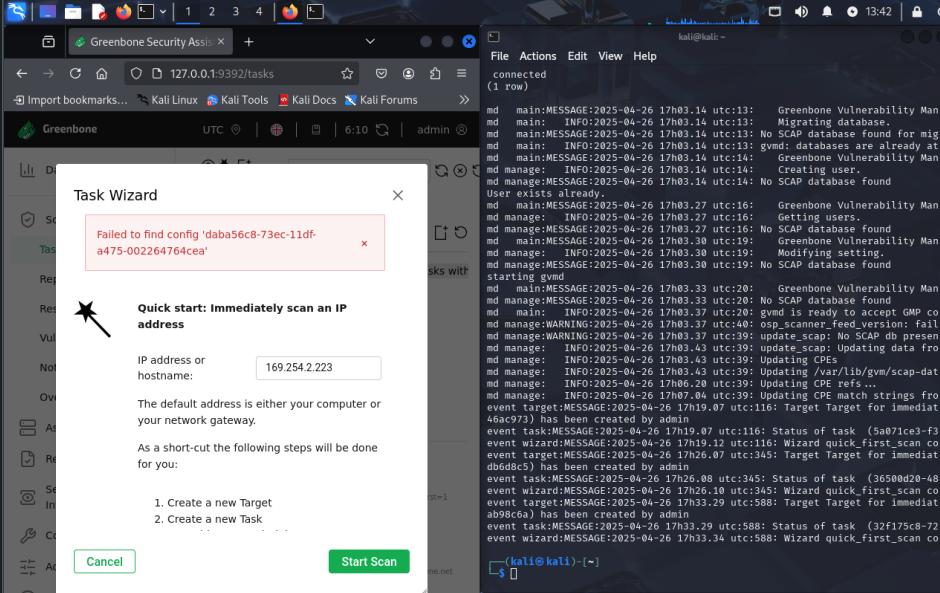 1 2 3 4 13:42
Greenbone Security Assis
127.0.0.1:9392/tasks
Import bookmarks... Kali Linux Kali Tools Kali Docs Kali Forums
Greenbone UTC 6:10 admin
Task Wizard
Failed to find config 'daba56c8-73ec-11df-
a475-002264764cea'
Quick start: Immediately scan an IP
address
IP address or
hostname:
169.254.2.223
The default address is either your computer or
your network gateway.
As a short-cut the following steps will be done
for you:
1. Create a new Target
2. Create a new Task
Cancel
Start Scan
sks with
kali@kali: ~
File Actions Edit View Help
connected
(1 row)
md   main:MESSAGE:2025-04-26 17h03.14 utc:13:    Greenbone Vulnerability Man
md   main:   INFO:2025-04-26 17h03.14 utc:13:    Migrating database.
md   main:MESSAGE:2025-04-26 17h03.14 utc:13: No SCAP database found for mig
md   main:   INFO:2025-04-26 17h03.14 utc:13: gvmd: databases are already at
md   main:MESSAGE:2025-04-26 17h03.14 utc:14:    Greenbone Vulnerability Man
md manage:   INFO:2025-04-26 17h03.14 utc:14:    Creating user.
md manage:MESSAGE:2025-04-26 17h03.14 utc:14: No SCAP database found
User exists already.
md   main:MESSAGE:2025-04-26 17h03.27 utc:16:    Greenbone Vulnerability Man
md manage:   INFO:2025-04-26 17h03.27 utc:16:    Getting users.
md manage:MESSAGE:2025-04-26 17h03.27 utc:16: No SCAP database found
md   main:MESSAGE:2025-04-26 17h03.30 utc:19:    Greenbone Vulnerability Man
md manage:   INFO:2025-04-26 17h03.30 utc:19:    Modifying setting.
md manage:MESSAGE:2025-04-26 17h03.30 utc:19: No SCAP database found
starting gvmd
md   main:MESSAGE:2025-04-26 17h03.33 utc:20:    Greenbone Vulnerability Man
md manage:MESSAGE:2025-04-26 17h03.33 utc:20: No SCAP database found
md   main:   INFO:2025-04-26 17h03.37 utc:20: gvmd is ready to accept GMP co
md manage:WARNING:2025-04-26 17h03.37 utc:40: osp_scanner_feed_version: fail
md manage:WARNING:2025-04-26 17h03.37 utc:39: update_scap: No SCAP db presen
md manage:   INFO:2025-04-26 17h03.43 utc:39: update_scap: Updating data fro
md manage:   INFO:2025-04-26 17h03.43 utc:39: Updating CPEs
md manage:   INFO:2025-04-26 17h03.43 utc:39: Updating /var/lib/gvm/scap-dat
md manage:   INFO:2025-04-26 17h06.20 utc:39: Updating CPE refs...
md manage:   INFO:2025-04-26 17h07.04 utc:39: Updating CPE match strings fro
event target:MESSAGE:2025-04-26 17h19.07 utc:116: Target Target for immediat
46ac973) has been created by admin
event task:MESSAGE:2025-04-26 17h19.07 utc:116: Status of task  (5a071ce3-f3
event wizard:MESSAGE:2025-04-26 17h19.12 utc:116: Wizard quick_first_scan co
event target:MESSAGE:2025-04-26 17h26.07 utc:345: Target Target for immediat
db6d8c5) has been created by admin
event task:MESSAGE:2025-04-26 17h26.08 utc:345: Status of task  (36500d20-48
event wizard:MESSAGE:2025-04-26 17h26.10 utc:345: Wizard quick_first_scan co
event target:MESSAGE:2025-04-26 17h33.29 utc:588: Target Target for immediat
ab98c6a) has been created by admin
event task:MESSAGE:2025-04-26 17h33.29 utc:588: Status of task  (32f175c8-72
event wizard:MESSAGE:2025-04-26 17h33.34 utc:588: Wizard quick_first_scan co
(kali㉿kali)-[~]
$